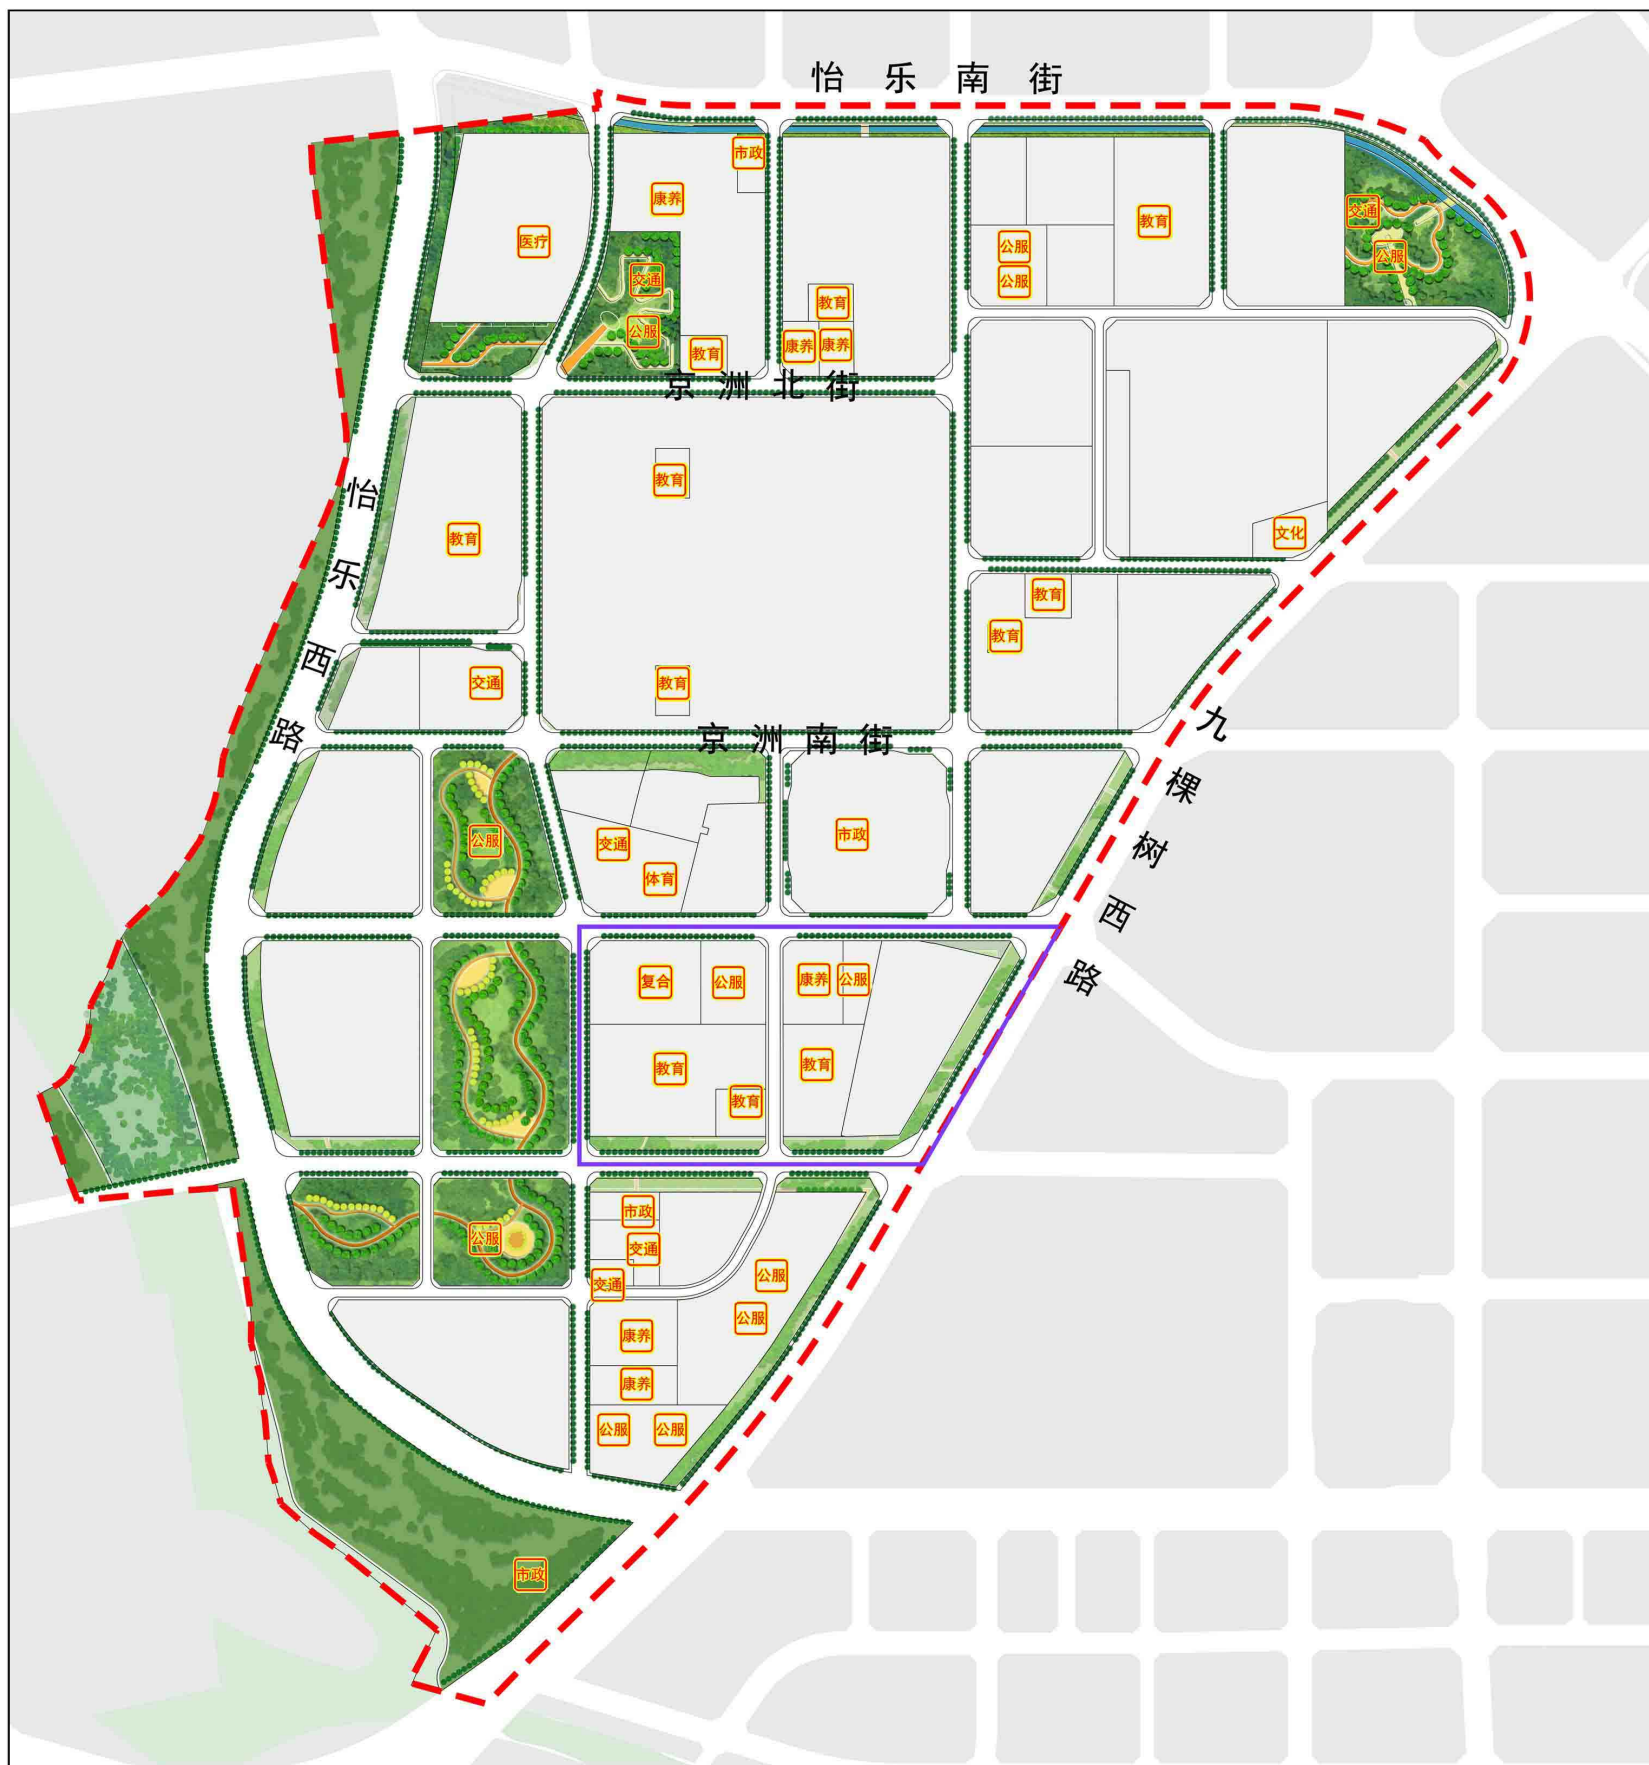 怡乐南街
市政
康养
医疗
交通
公服
教育
教育
康养
康养
公服
公服
教育
交通
公服
京洲北街
教育
教育
文化
教育
教育
教育
交通
怡乐西路
京洲南街
公服
交通
体育
市政
九棵树西路
复合
公服
康养
公服
教育
教育
教育
公服
市政
交通
交通
公服
公服
康养
康养
公服
公服
市政